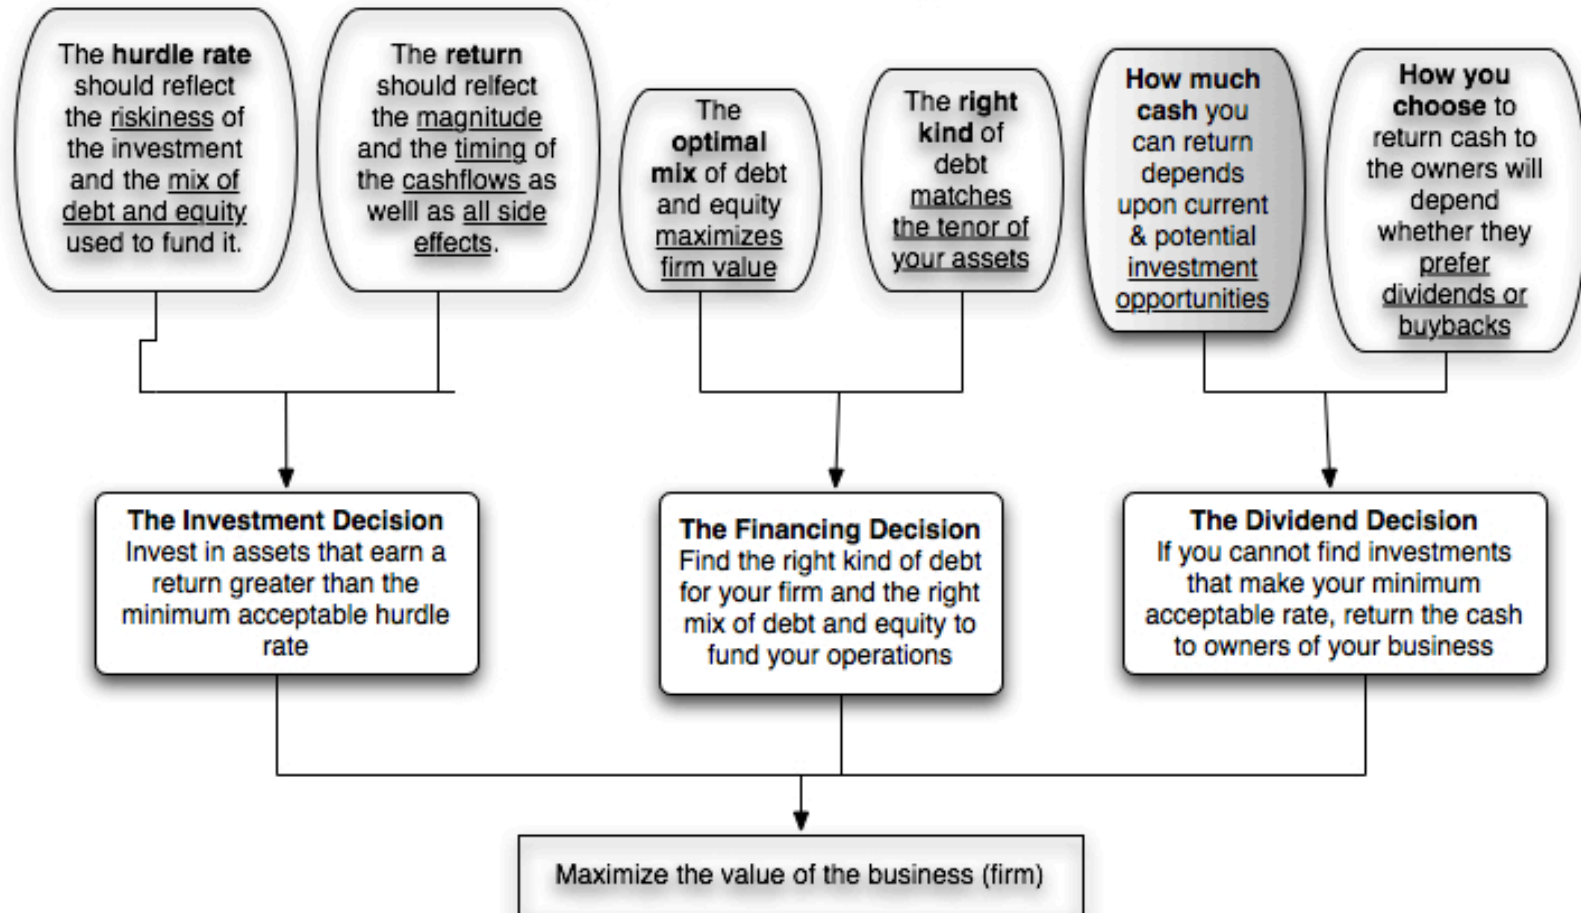 The hurdle rate
should reflect
the riskiness of
the investment
and the mix of
debt and equity
used to fund it.
The return
should relfect
the magnitude
and the timing of
the cashflows as
welll as all side
effects.
The
optimal
mix of debt
and equity
maximizes
firm value
The right
kind of
debt
matches
the tenor of
your assets
How much
cash you
can return
depends
upon current
& potential
investment
opportunities
How you
choose to
return cash to
the owners will
depend
whether they
prefer
dividends or
buybacks
The Investment Decision
Invest in assets that earn a
return greater than the
minimum acceptable hurdle
rate
The Financing Decision
Find the right kind of debt
for your firm and the right
mix of debt and equity to
fund your operations
The Dividend Decision
If you cannot find investments
that make your minimum
acceptable rate, return the cash
to owners of your business
Maximize the value of the business (firm)